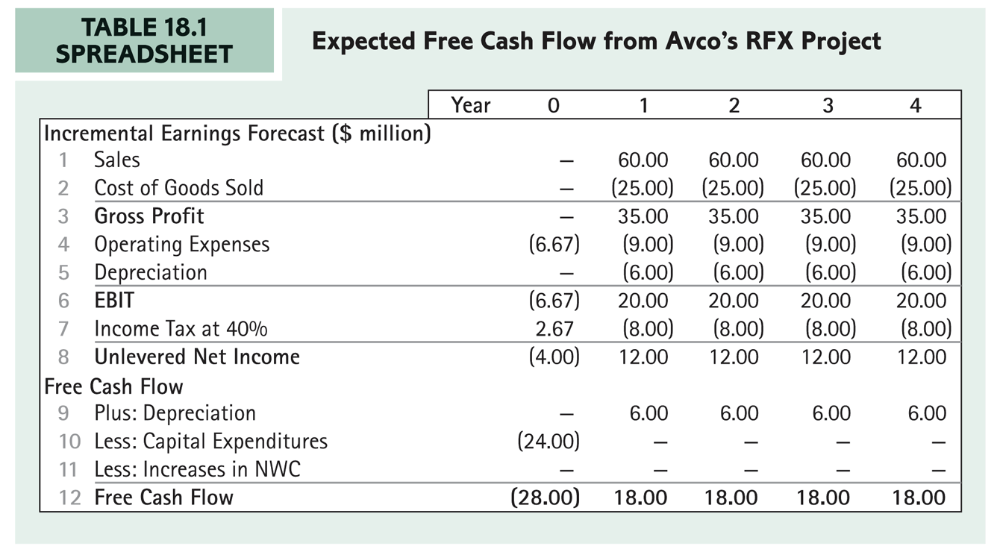 TABLE 18.1
SPREADSHEET
Expected Free Cash Flow from Avco's RFX Project
Year 0 1 2 3 4
Incremental Earnings Forecast ($ million)
1 Sales — 60.00 60.00 60.00 60.00
2 Cost of Goods Sold — (25.00) (25.00) (25.00) (25.00)
3 Gross Profit — 35.00 35.00 35.00 35.00
4 Operating Expenses (6.67) (9.00) (9.00) (9.00) (9.00)
5 Depreciation — (6.00) (6.00) (6.00) (6.00)
6 EBIT (6.67) 20.00 20.00 20.00 20.00
7 Income Tax at 40% 2.67 (8.00) (8.00) (8.00) (8.00)
8 Unlevered Net Income (4.00) 12.00 12.00 12.00 12.00
Free Cash Flow
9 Plus: Depreciation — 6.00 6.00 6.00 6.00
10 Less: Capital Expenditures (24.00) — — — —
11 Less: Increases in NWC — — — — —
12 Free Cash Flow (28.00) 18.00 18.00 18.00 18.00